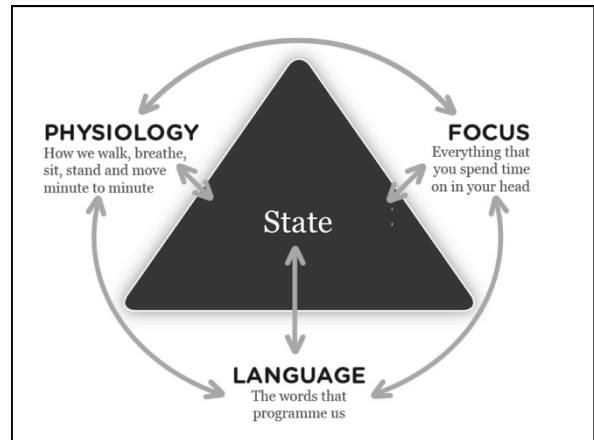 PHYSIOLOGY
How we walk, breathe,
sit, stand and move
minute to minute
FOCUS
Everything that
you spend time
on in your head
State
LANGUAGE
The words that
programme us